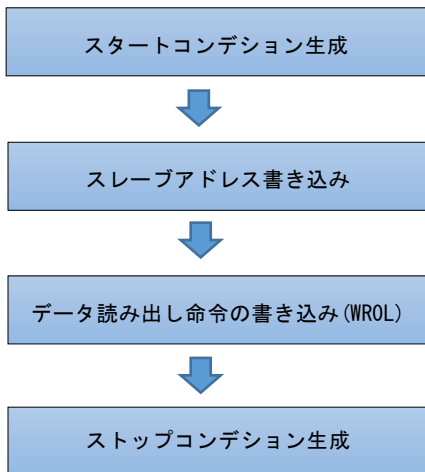 スタートコンデション生成
スレーブアドレス書き込み
データ読み出し命令の書き込み(WROL)
ストップコンデション生成